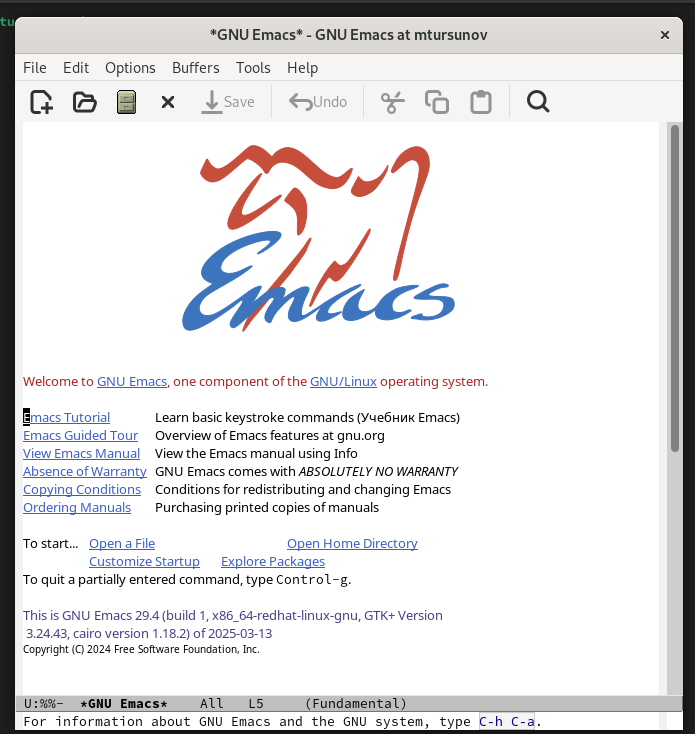 tu
*GNU Emacs* - GNU Emacs at mtursunov
File Edit Options Buffers Tools Help
Save Undo
Emacs
Welcome to GNU Emacs, one component of the GNU/Linux operating system.
Emacs Tutorial Learn basic keystroke commands (Учебник Emacs)
Emacs Guided Tour Overview of Emacs features at gnu.org
View Emacs Manual View the Emacs manual using Info
Absence of Warranty GNU Emacs comes with ABSOLUTELY NO WARRANTY
Copying Conditions Conditions for redistributing and changing Emacs
Ordering Manuals Purchasing printed copies of manuals
To start... Open a File Open Home Directory
Customize Startup Explore Packages
To quit a partially entered command, type Control-g.
This is GNU Emacs 29.4 (build 1, x86_64-redhat-linux-gnu, GTK+ Version
3.24.43, cairo version 1.18.2) of 2025-03-13
Copyright (C) 2024 Free Software Foundation, Inc.
U:%%- *GNU Emacs* All L5 (Fundamental)
For information about GNU Emacs and the GNU system, type C-h C-a.